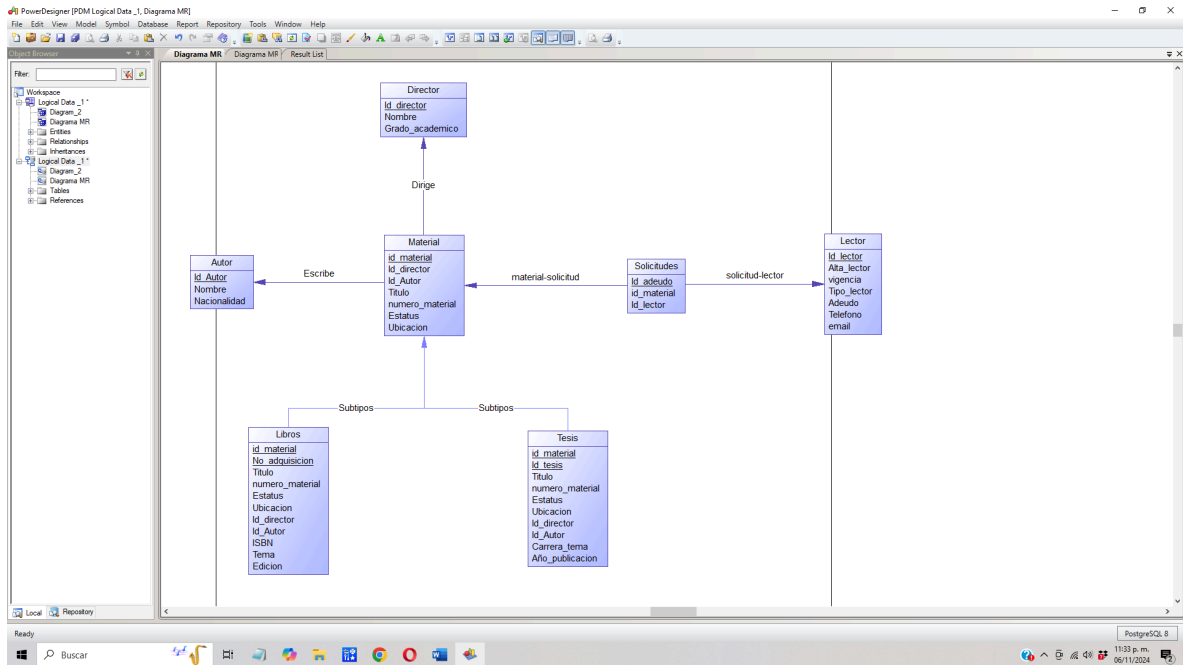 PowerDesigner [PDM Logical Data _1, Diagrama MR]
File Edit View Model Symbol Database Report Repository Tools Window Help
Object Browser
Diagrama MR Diagrama MR Result List
Filter:
Workspace
Logical Data _1 *
Diagram_2
Diagrama MR
Entities
Relationships
Inheritances
Logical Data _1 *
Diagram_2
Diagrama MR
Tables
References
Director
Id_director
Nombre
Grado_academico
Dirige
Autor
Id_Autor
Nombre
Nacionalidad
Escribe
Material
id_material
Id_director
Id_Autor
Titulo
numero_material
Estatus
Ubicacion
material-solicitud
Solicitudes
Id_adeudo
id_material
Id_lector
solicitud-lector
Lector
Id_lector
Alta_lector
vigencia
Tipo_lector
Adeudo
Telefono
email
Subtipos
Subtipos
Libros
id_material
No_adquisicion
Titulo
numero_material
Estatus
Ubicacion
Id_director
Id_Autor
ISBN
Tema
Edicion
Tesis
id_material
Id_tesis
Titulo
numero_material
Estatus
Ubicacion
Id_director
Id_Autor
Carrera_tema
Año_publicacion
Local Repository
Ready
PostgreSQL 8
Buscar
11:33 p. m.
06/11/2024